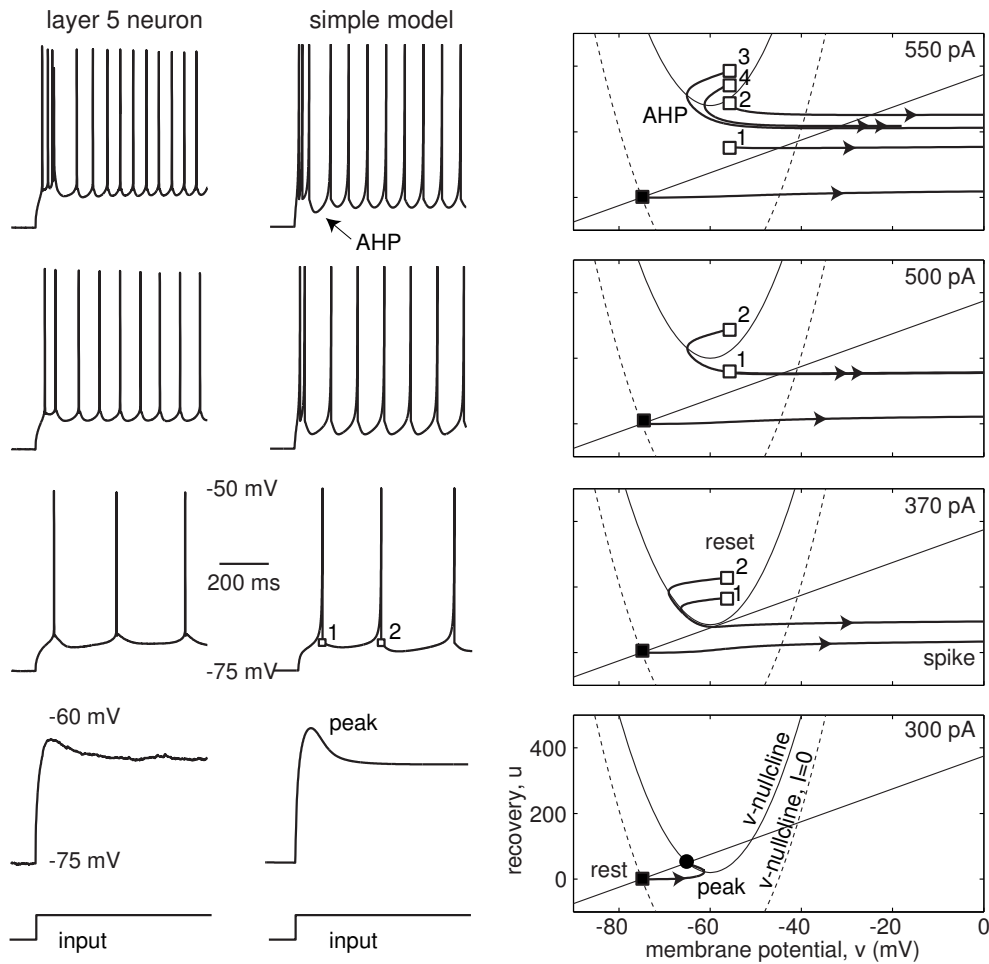 layer 5 neuron
simple model
AHP
-50 mV
200 ms
-75 mV
1
2
-60 mV
peak
-75 mV
input
input
550 pA
3
4
2
AHP
1
500 pA
2
1
370 pA
reset
2
1
spike
300 pA
400
200
0
recovery, u
v-nullcline
v-nullcline, I=0
rest
peak
-80
-60
-40
-20
0
membrane potential, v (mV)